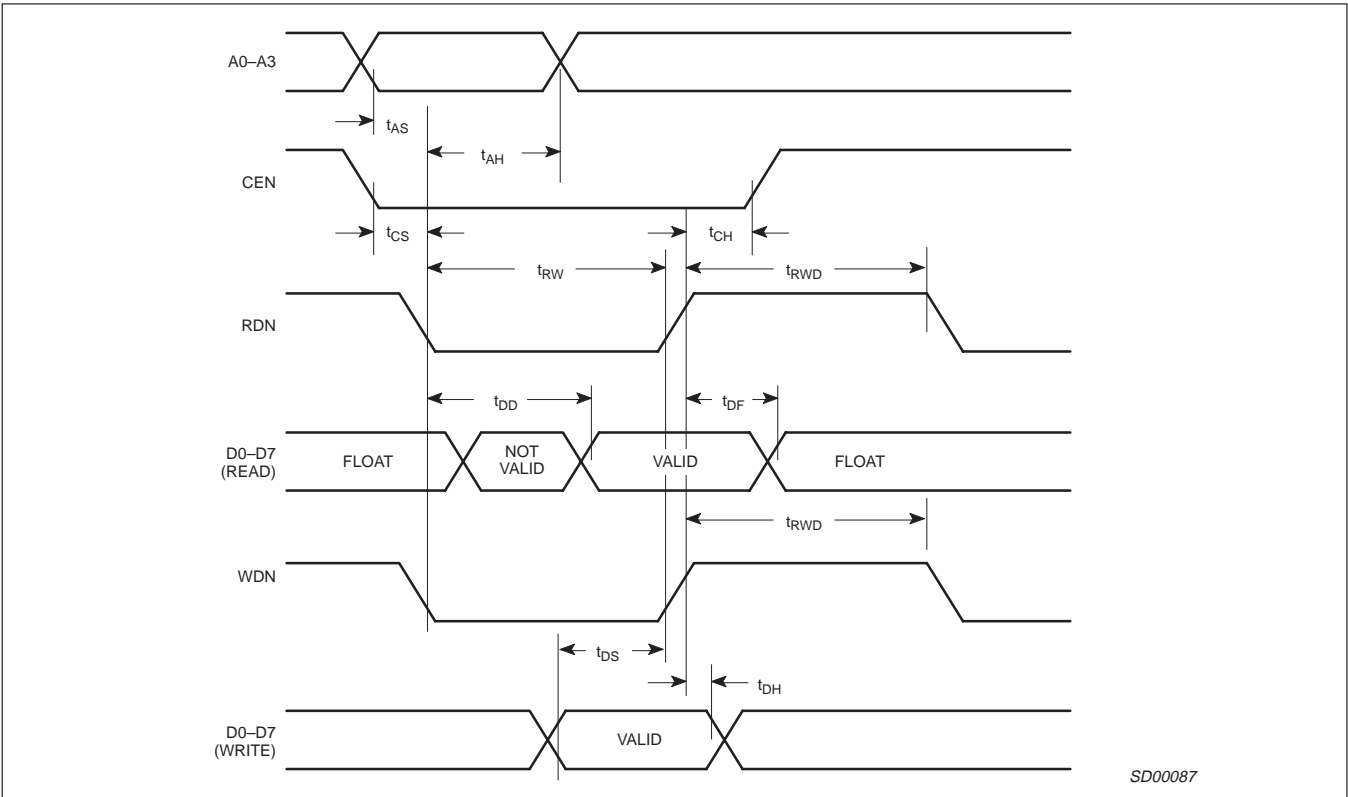 A0–A3
tAS
tAH
CEN
tCS
tCH
tRW
tRWD
RDN
tDD
tDF
D0–D7
(READ)
FLOAT
NOT
VALID
VALID
FLOAT
tRWD
WDN
tDS
tDH
D0–D7
(WRITE)
VALID
SD00087